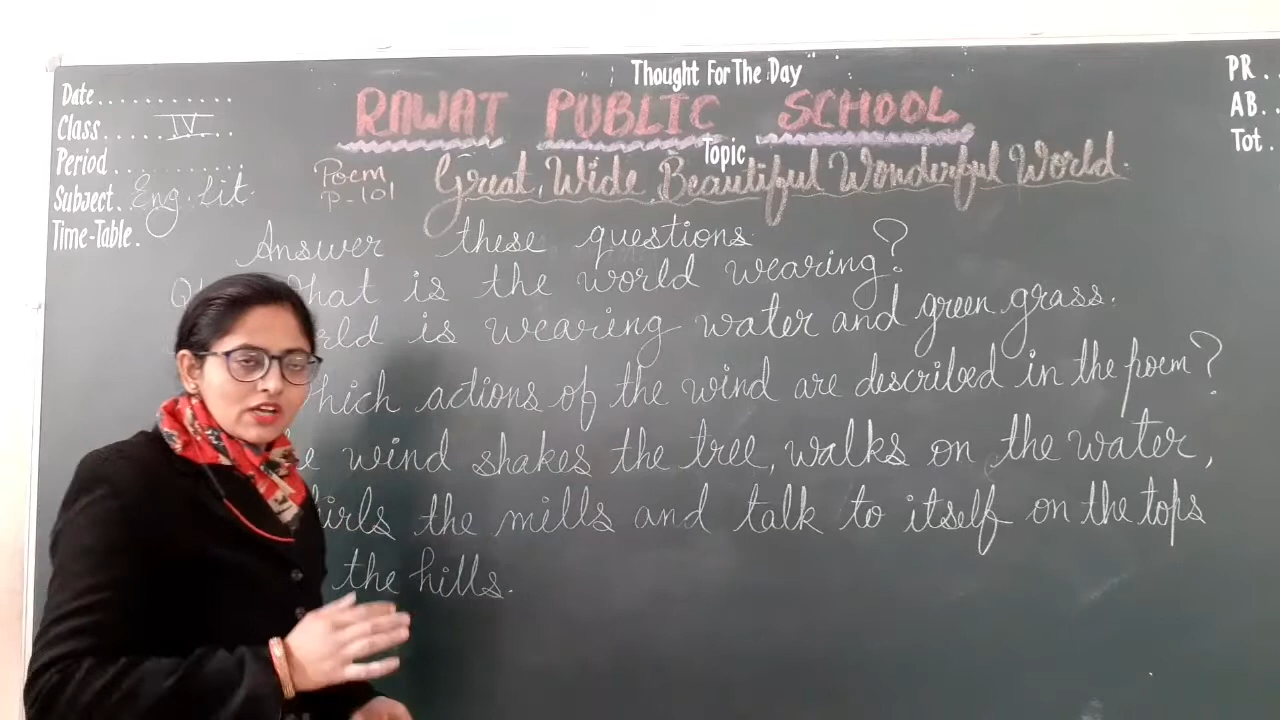 Thought For The Day
Date............
RAWAT PUBLIC SCHOOL
Class..... IV ..
Period............
Topic
Subject. Eng. Lit.
Time-Table.
Poem
P-101
Great, Wide Beautiful Wonderful World.
PR..
AB..
Tot.
Answer these questions
What is the world wearing?
is wearing water and green grass.
Which actions of the wind are described in the poem?
wind shakes the tree, walks on the water,
the mills and talk to itself on the tops
the hills.